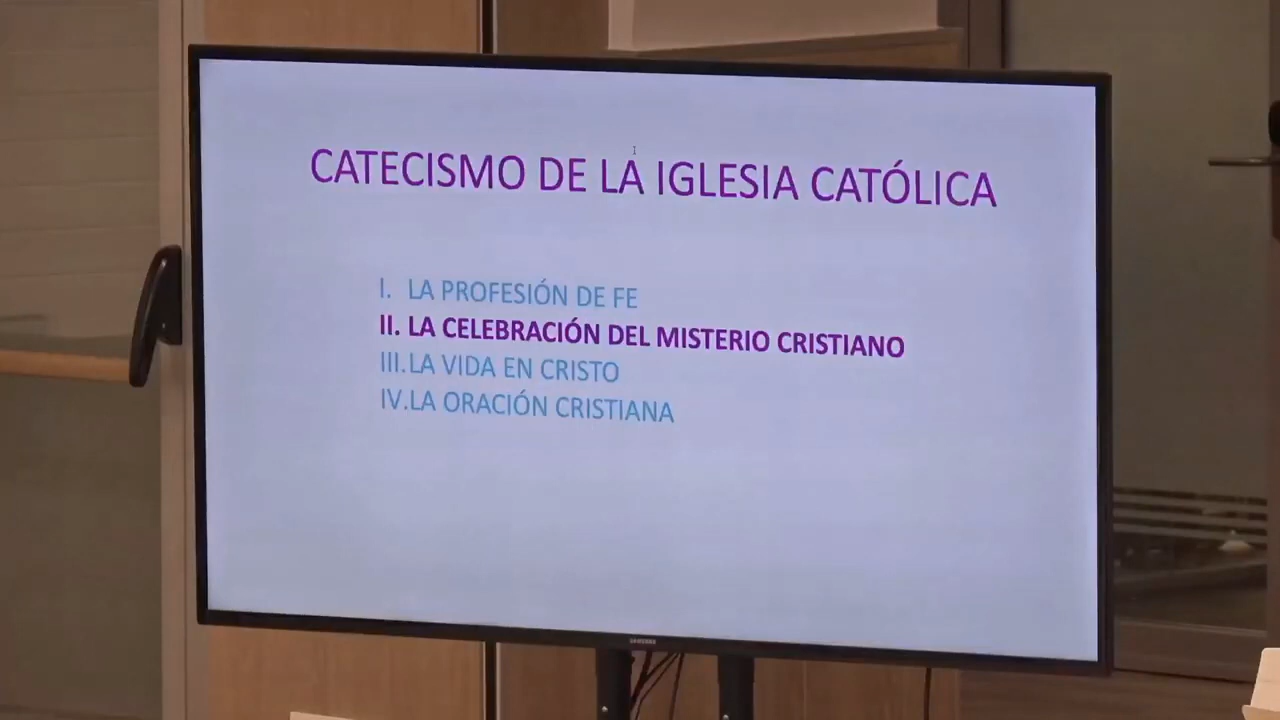 CATECISMO DE LA IGLESIA CATÓLICA
I. LA PROFESIÓN DE FE
II. LA CELEBRACIÓN DEL MISTERIO CRISTIANO
III. LA VIDA EN CRISTO
IV. LA ORACIÓN CRISTIANA
SAMSUNG